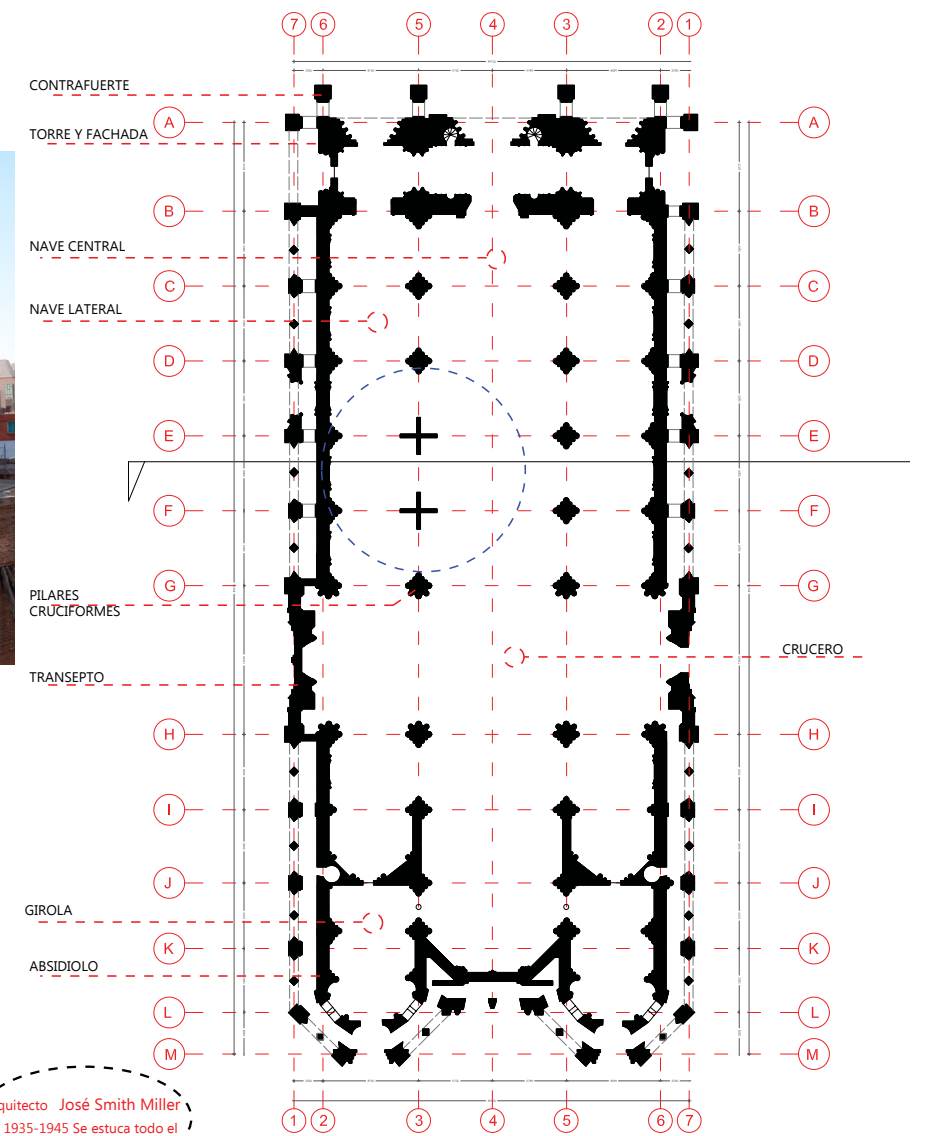 7 6 5 4 3 2 1
CONTRAFUERTE
A A
TORRE Y FACHADA
B B
NAVE CENTRAL
C C
NAVE LATERAL
D D
E E
F F
G G
PILARES
CRUCIFORMES
CRUCERO
TRANSEPTO
H H
I I
J J
GIROLA
K K
ABSIDIOLO
L L
M M
quitecto José Smith Miller
1935-1945 Se estuca todo el
1 2 3 4 5 6 7